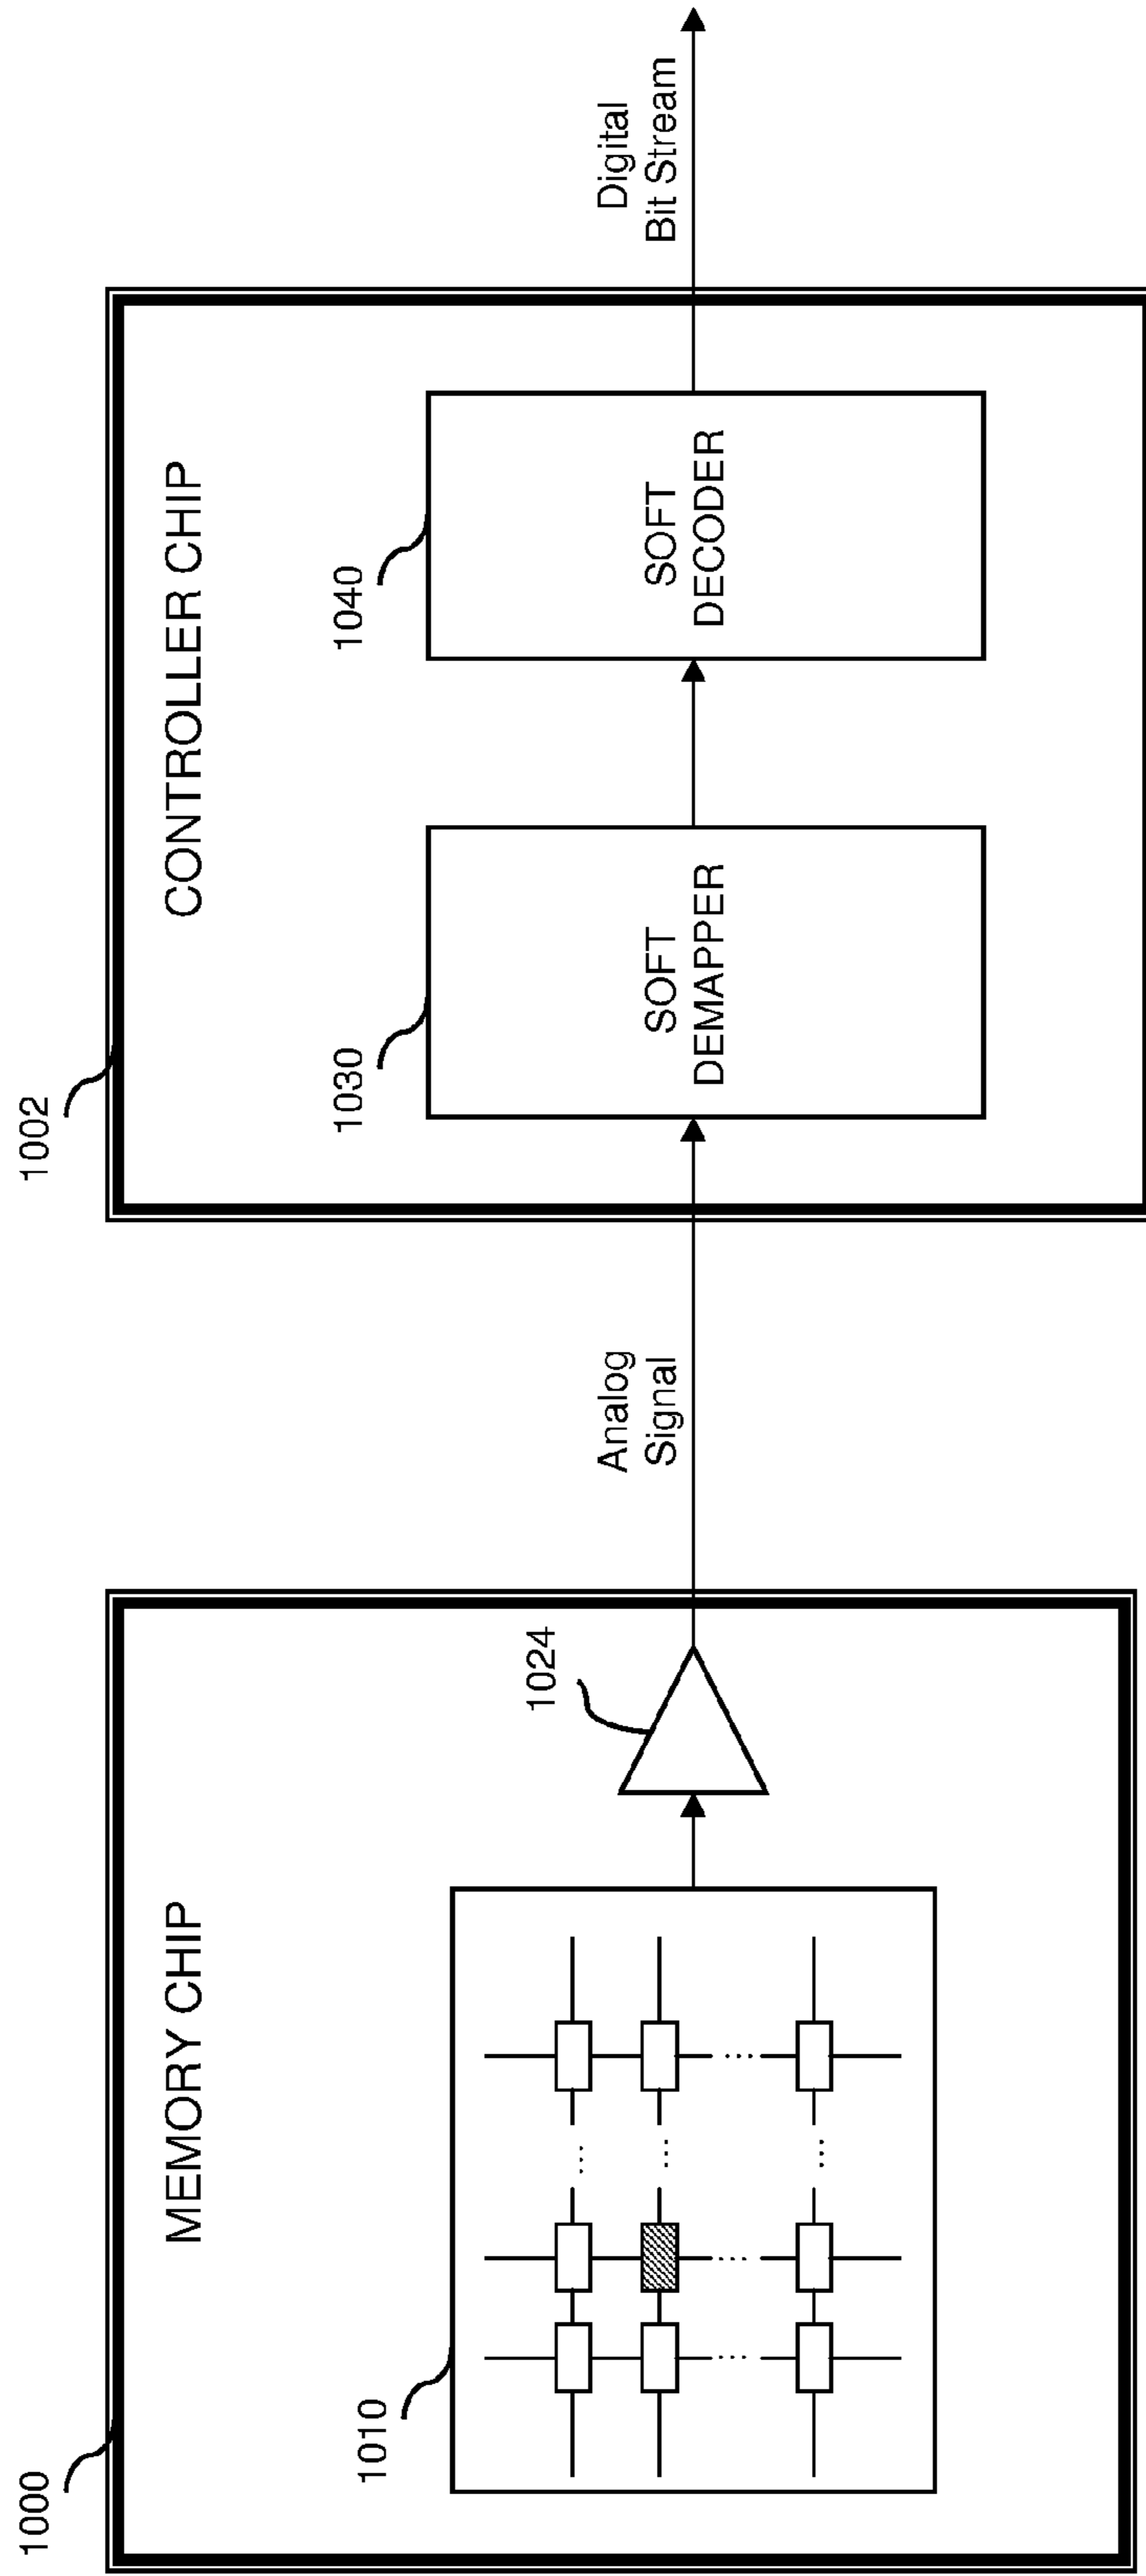 1000
MEMORY CHIP
1010
1024
Analog
Signal
1002
CONTROLLER CHIP
1030
SOFT
DEMAPPER
1040
SOFT
DECODER
Digital
Bit Stream